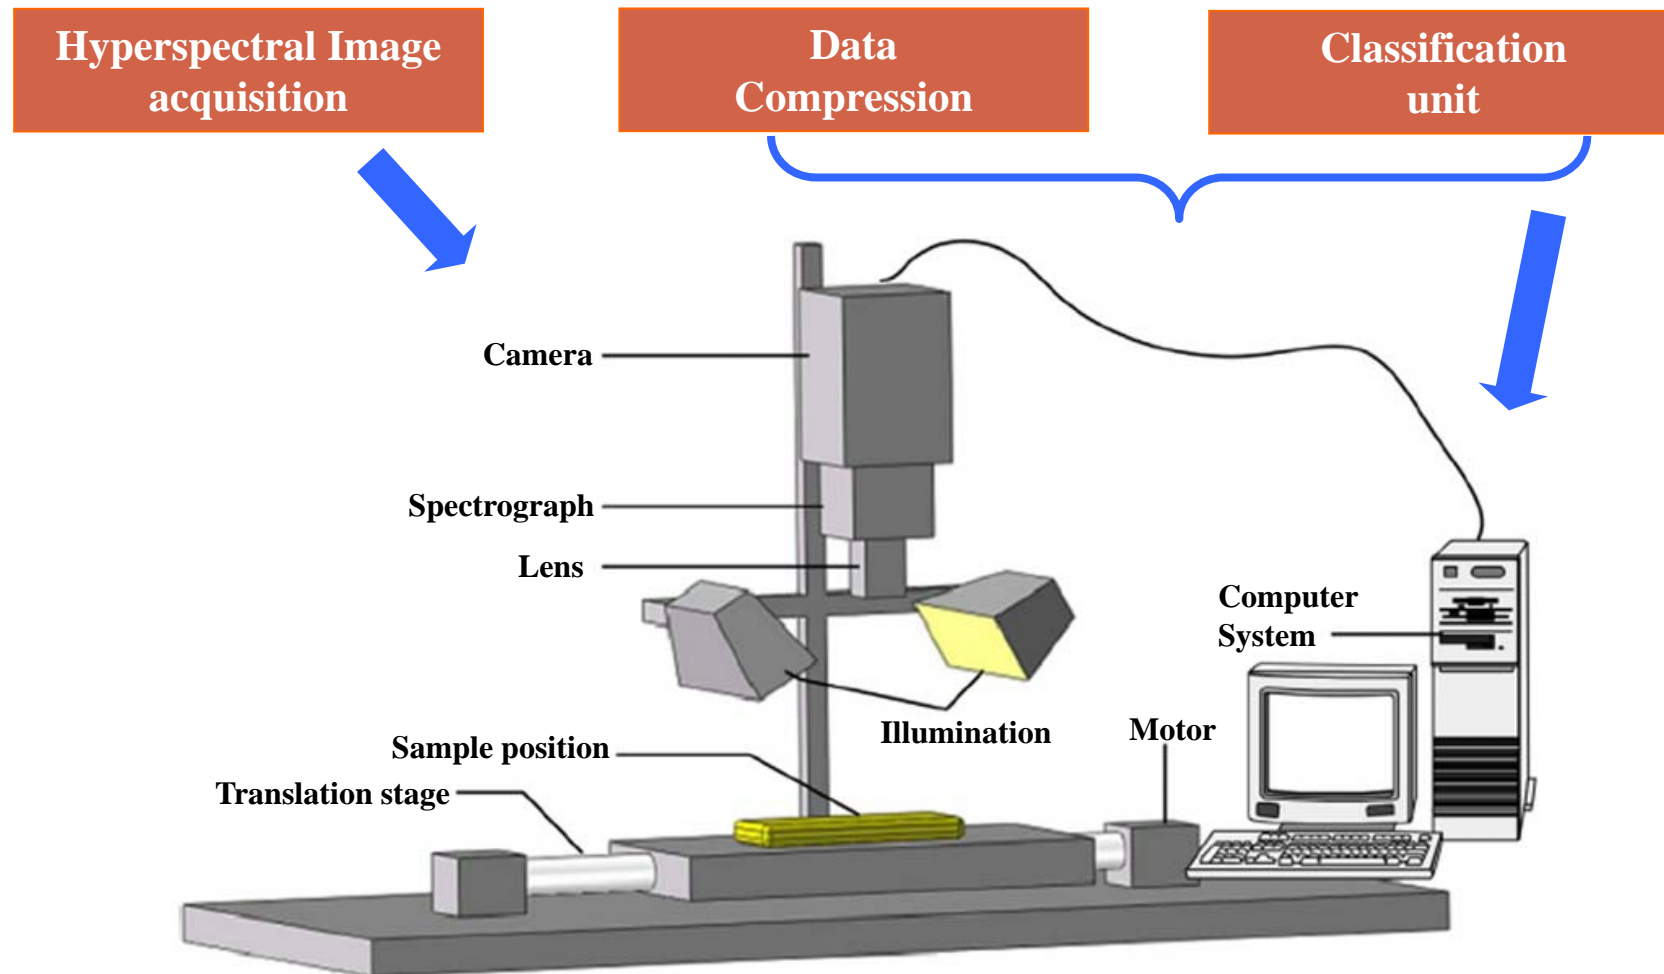 Hyperspectral Image
acquisition
Data
Compression
Classification
unit
Camera
Spectrograph
Lens
Computer
System
Illumination
Motor
Sample position
Translation stage